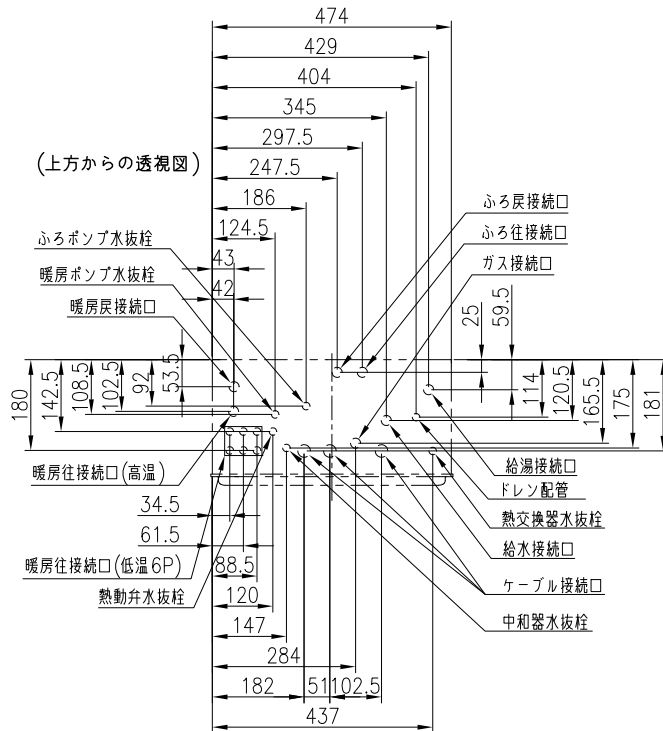 474
429
404
345
297.5
(上方からの透視図)
247.5
186
ふろ戻接続口
124.5
ふろポンプ水抜栓
ふろ往接続口
43
ガス接続口
暖房ポンプ水抜栓
42
暖房戻接続口
25
59.5
180
142.5
108.5
102.5
92
53.5
114
120.5
165.5
175
181
暖房往接続口(高温)
給湯接続口
ドレン配管
34.5
熱交換器水抜栓
61.5
給水接続口
暖房往接続口(低温6P)
88.5
ケーブル接続口
熱動弁水抜栓
120
147
中和器水抜栓
284
182
51
102.5
437